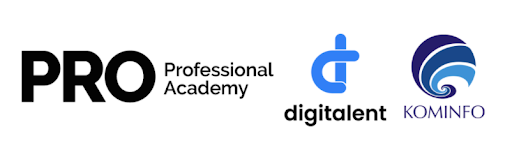 PRO
Professional
Academy
digitalent
KOMINFO